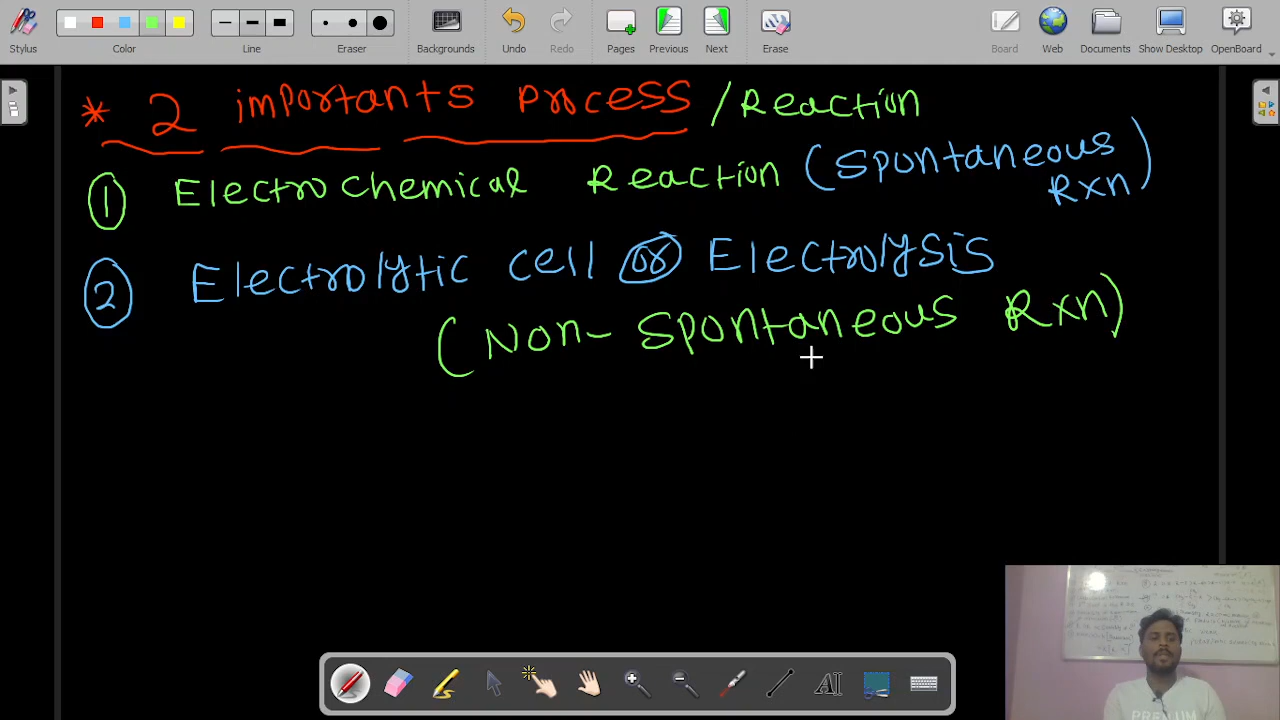 Stylus Color Line Eraser Backgrounds Undo Redo Pages Previous Next Erase Board Web Documents Show Desktop OpenBoard
* 2 importants process / Reaction
① Electrochemical Reaction (Spontaneous
Rxn)
② Electrolytic cell or Electrolysis
(Non-Spontaneous Rxn)
PREMIUM